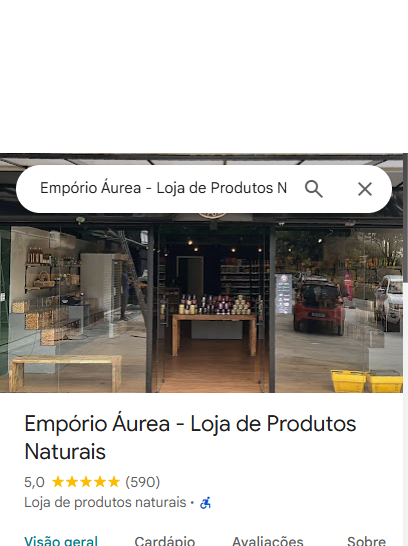 Empório Áurea - Loja de Produtos N
Empório Áurea - Loja de Produtos
Naturais
5,0 (590)
Loja de produtos naturais ·
Visão geral Cardápio Avaliações Sobre